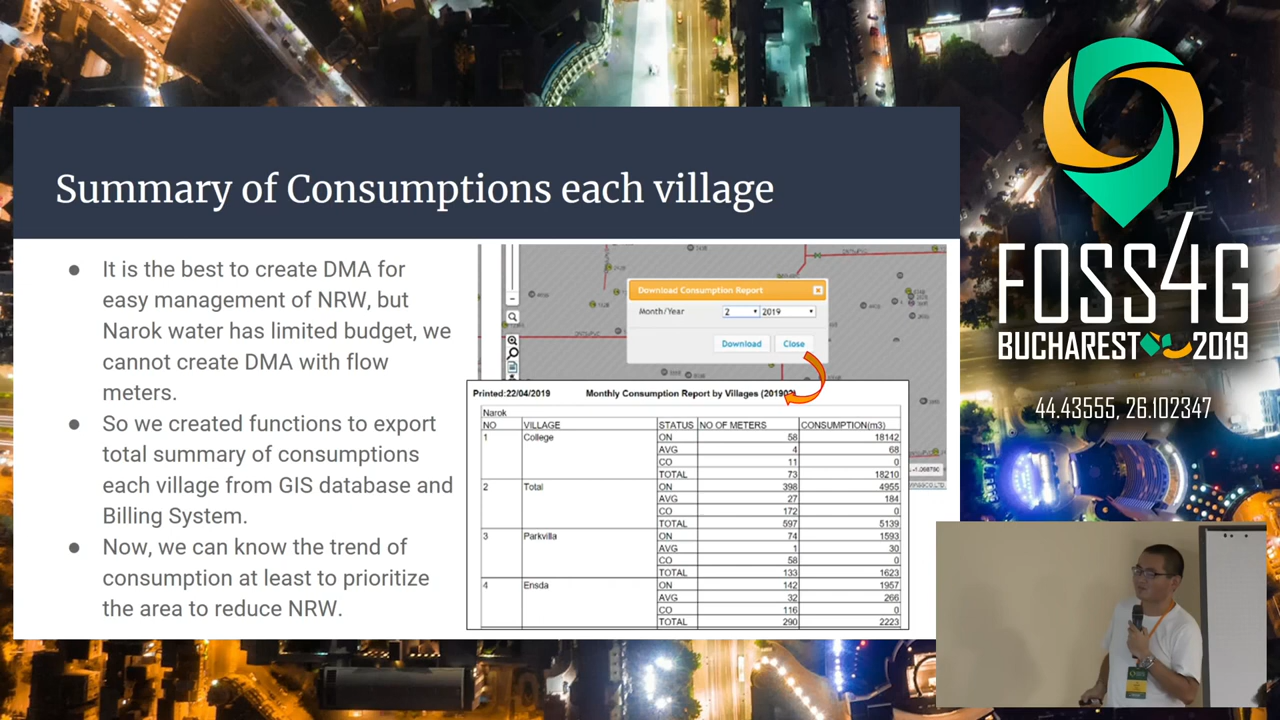 Summary of Consumptions each village
● It is the best to create DMA for
easy management of NRW, but
Narok water has limited budget, we
cannot create DMA with flow
meters.
● So we created functions to export
total summary of consumptions
each village from GIS database and
Billing System.
● Now, we can know the trend of
consumption at least to prioritize
the area to reduce NRW.
Download Consumption Report
Month/Year 2 2019
Download Close
Printed:22/04/2019 Monthly Consumption Report by Villages
Narok
NO VILLAGE STATUS NO OF METERS CONSUMPTION(m3)
1 College ON 58 18142
AVG 4 68
CO 11 0
TOTAL 73 18210
2 Total ON 398 4955
AVG 27 184
CO 172 0
TOTAL 597 5139
3 Parkvilla ON 74 1593
AVG 1 30
CO 58 0
TOTAL 133 1623
4 Ensda ON 142 1957
AVG 32 266
CO 116 0
TOTAL 290 2223
FOSS4G
BUCHAREST 2019
44.43555, 26.102347